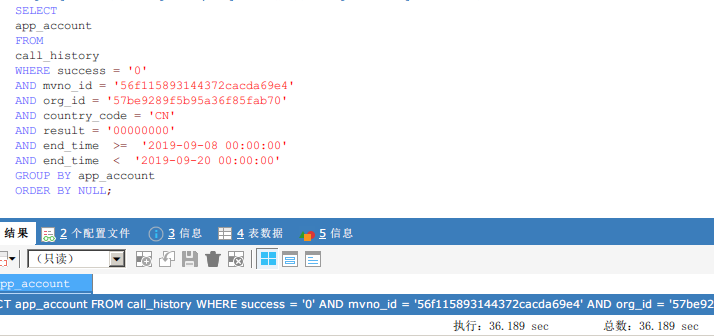 SELECT
app_account
FROM
call_history
WHERE success = '0'
AND mvno_id = '56f115893144372cacda69e4'
AND org_id = '57be9289f5b95a36f85fab70'
AND country_code = 'CN'
AND result = '00000000'
AND end_time >= '2019-09-08 00:00:00'
AND end_time < '2019-09-20 00:00:00'
GROUP BY app_account
ORDER BY NULL;
结果 2 个配置文件 3 信息 4 表数据 5 信息
(只读)
pp_account
CT app_account FROM call_history WHERE success = '0' AND mvno_id = '56f115893144372cacda69e4' AND org_id = '57be92
执行: 36.189 sec 总数: 36.189 sec